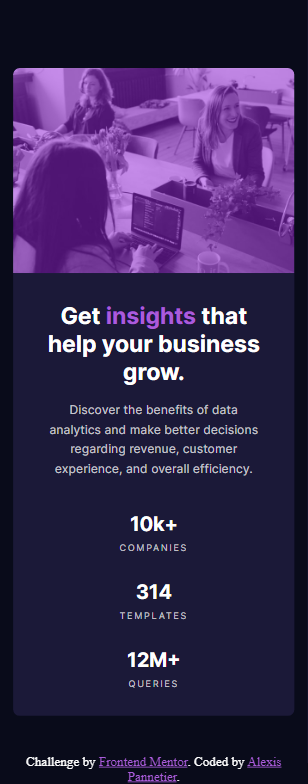 Get insights that
help your business
grow.
Discover the benefits of data
analytics and make better decisions
regarding revenue, customer
experience, and overall efficiency.
10k+
COMPANIES
314
TEMPLATES
12M+
QUERIES
Challenge by Frontend Mentor. Coded by Alexis
Pannetier.